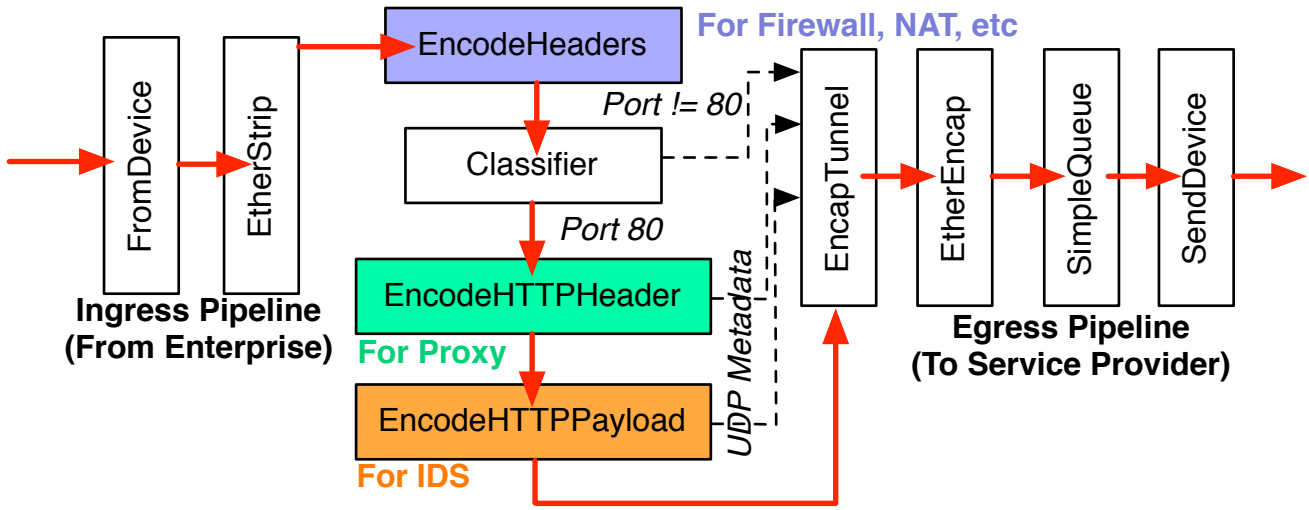 For Firewall, NAT, etc
EncodeHeaders
FromDevice
EtherStrip
Port != 80
Classifier
Port 80
EncodeHTTPHeader
For Proxy
EncodeHTTPPayload
For IDS
UDP Metadata
Ingress Pipeline
(From Enterprise)
EncapTunnel
EtherEncap
SimpleQueue
SendDevice
Egress Pipeline
(To Service Provider)